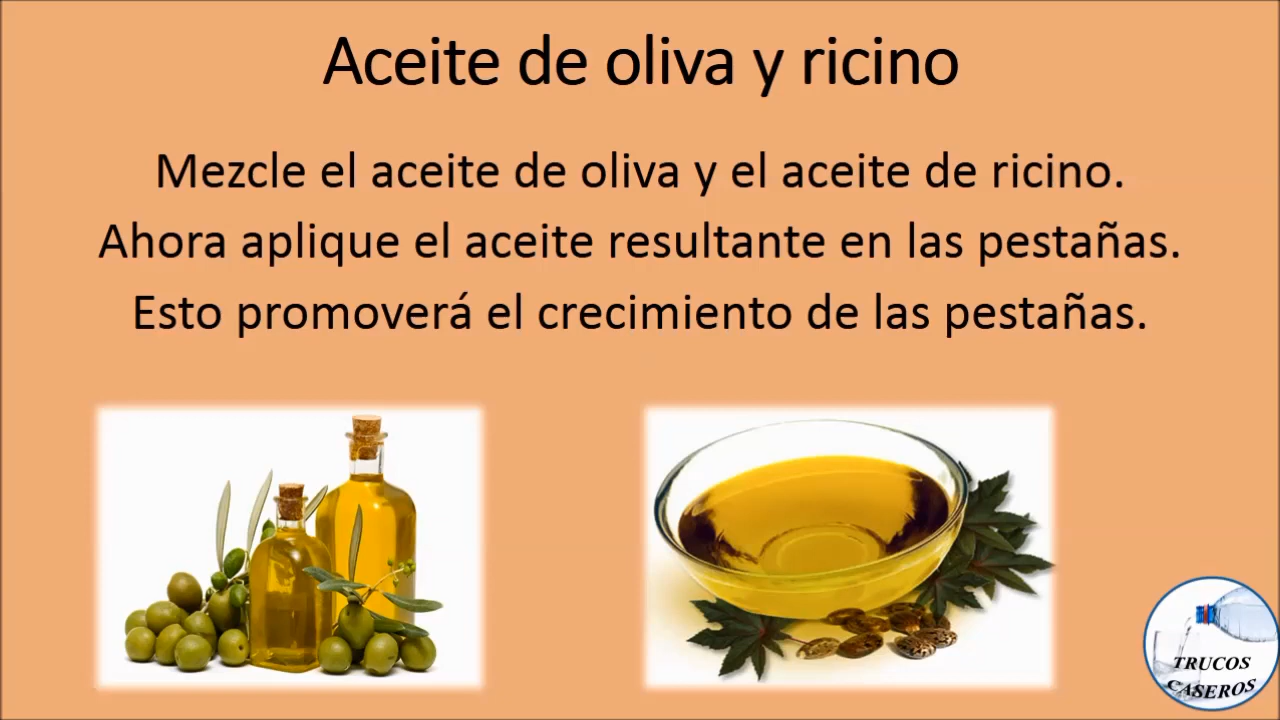 Aceite de oliva y ricino
Mezcle el aceite de oliva y el aceite de ricino.
Ahora aplique el aceite resultante en las pestañas.
Esto promoverá el crecimiento de las pestañas.
TRUCOS
CASEROS